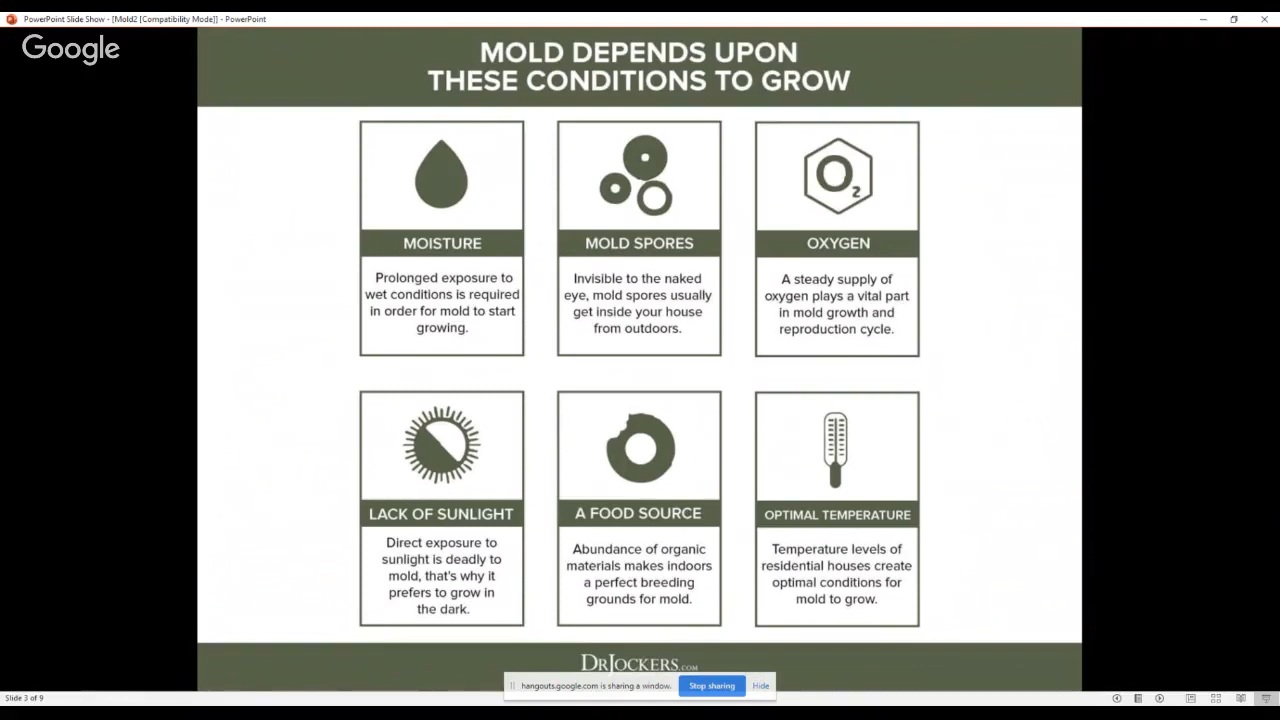 PowerPoint Slide Show - [Mold2 [Compatibility Mode]] - PowerPoint
Google
MOLD DEPENDS UPON
THESE CONDITIONS TO GROW
MOISTURE
Prolonged exposure to
wet conditions is required
in order for mold to start
growing.
MOLD SPORES
Invisible to the naked
eye, mold spores usually
get inside your house
from outdoors.
O2
OXYGEN
A steady supply of
oxygen plays a vital part
in mold growth and
reproduction cycle.
LACK OF SUNLIGHT
Direct exposure to
sunlight is deadly to
mold, that's why it
prefers to grow in
the dark.
A FOOD SOURCE
Abundance of organic
materials makes indoors
a perfect breeding
grounds for mold.
OPTIMAL TEMPERATURE
Temperature levels of
residential houses create
optimal conditions for
mold to grow.
DRJOCKERS.COM
hangouts.google.com is sharing a window.
Stop sharing
Hide
Slide 3 of 9